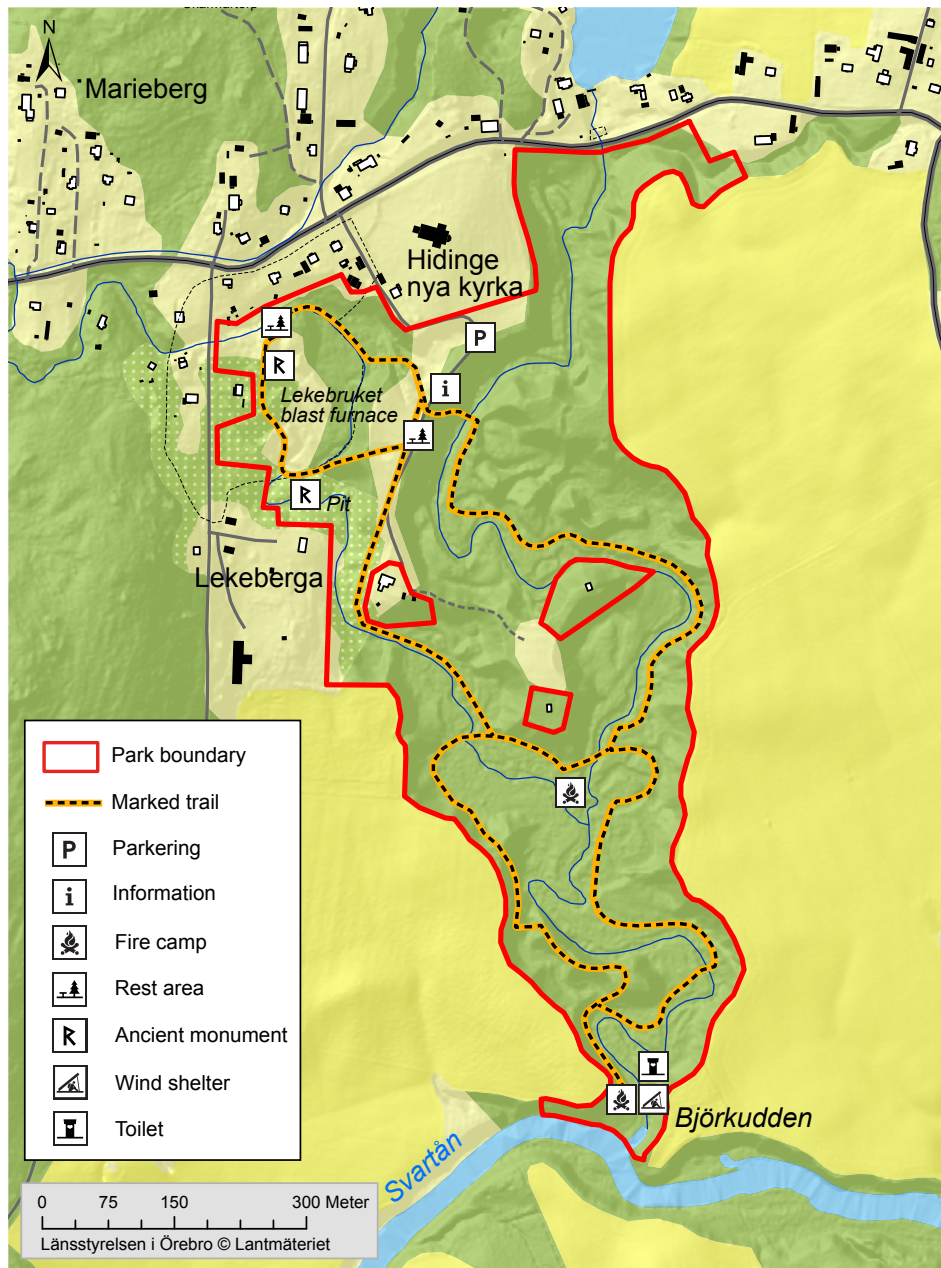 N
Marieberg
Hidinge
nya kyrka
P
i
R
Lekebruket
blast furnace
R
Pit
Lekeberga
Park boundary
Marked trail
P
Parkering
i
Information
Fire camp
Rest area
R
Ancient monument
Wind shelter
Toilet
Björkudden
Svartån
0 75 150 300 Meter
Länsstyrelsen i Örebro © Lantmäteriet